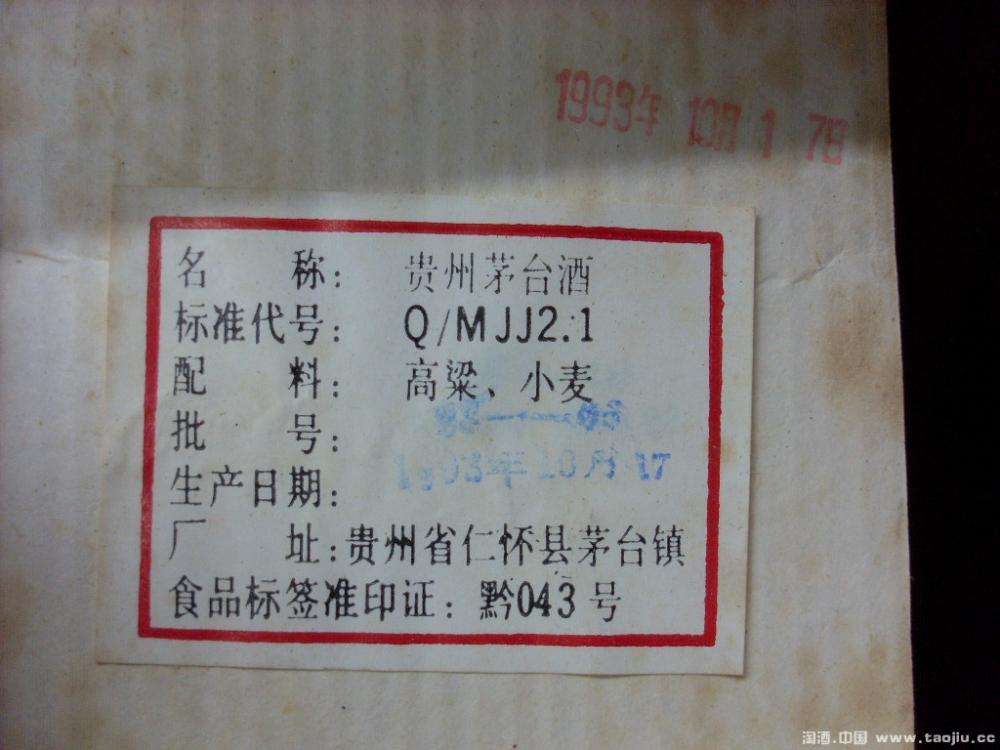 1993年 10月 1 7日
名 称: 贵州茅台酒
标准代号: Q/MJJ2.1
配 料: 高粱、小麦
批 号:
生产日期: 1993年10月17
厂 址:贵州省仁怀县茅台镇
食品标签准印证: 黔043号
淘酒.中国 www.taojiu.cc